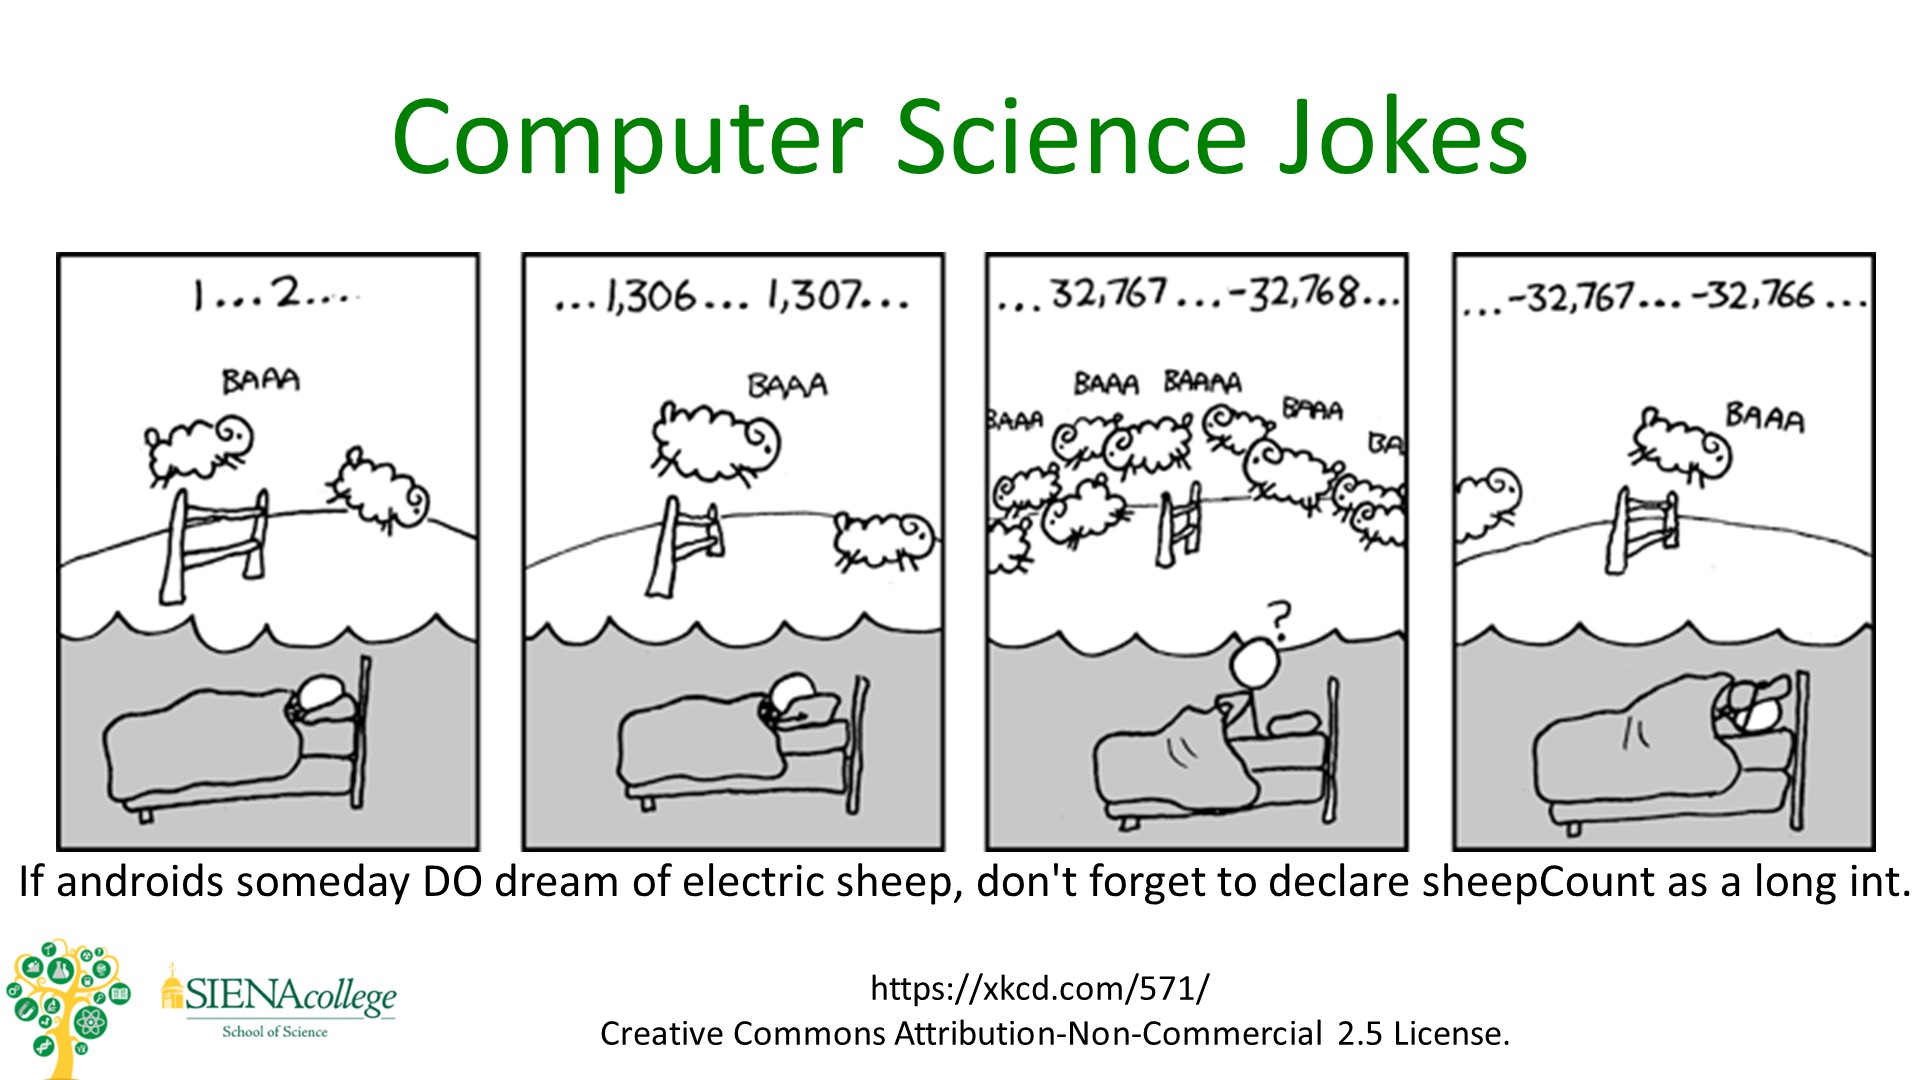 Computer Science Jokes
1...2....
BAAA
...1,306... 1,307...
BAAA
...32,767...-32,768...
BAAA BAAAA
BAAA BAAA
BA
?
...-32,767... -32,766...
BAAA
If androids someday DO dream of electric sheep, don't forget to declare sheepCount as a long int.
SIENAcollege
School of Science
https://xkcd.com/571/
Creative Commons Attribution-Non-Commercial 2.5 License.